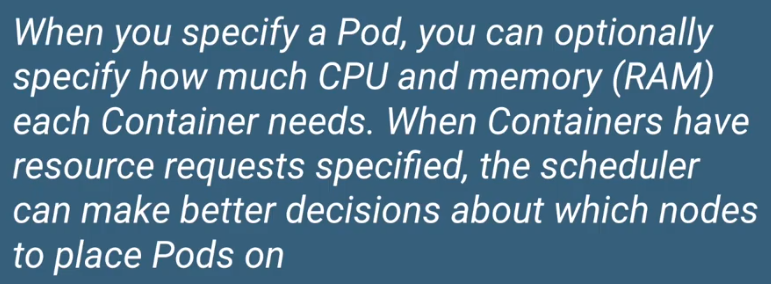 When you specify a Pod, you can optionally
specify how much CPU and memory (RAM)
each Container needs. When Containers have
resource requests specified, the scheduler
can make better decisions about which nodes
to place Pods on